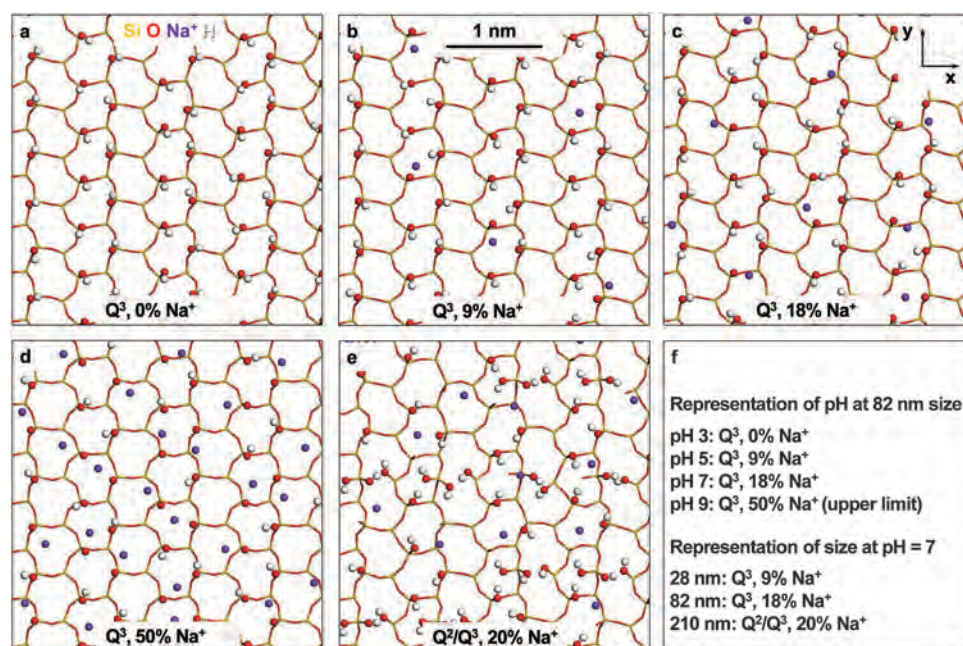 a
Si O Na⁺ H
Q³, 0% Na⁺
b
1 nm
Q³, 9% Na⁺
c
y
x
Q³, 18% Na⁺
d
Q³, 50% Na⁺
e
Q²/Q³, 20% Na⁺
f
Representation of pH at 82 nm size
pH 3: Q³, 0% Na⁺
pH 5: Q³, 9% Na⁺
pH 7: Q³, 18% Na⁺
pH 9: Q³, 50% Na⁺ (upper limit)
Representation of size at pH = 7
28 nm: Q³, 9% Na⁺
82 nm: Q³, 18% Na⁺
210 nm: Q²/Q³, 20% Na⁺